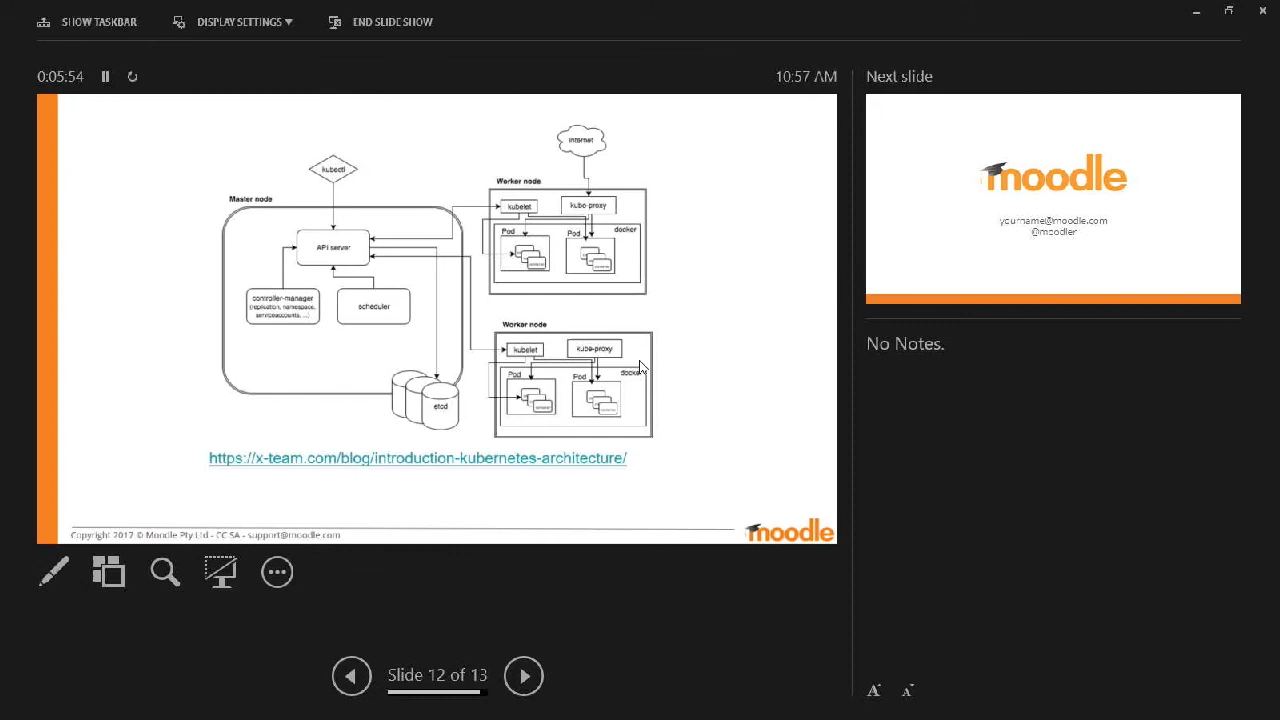 SHOW TASKBAR
DISPLAY SETTINGS
END SLIDE SHOW
0:05:54
10:57 AM
Next slide
internet
kubectl
Master node
API server
controller-manager
(replication, namespace,
serviceaccounts, ...)
scheduler
etcd
Worker node
kubelet
kube-proxy
docker
Pod
Pod
Worker node
kubelet
kube-proxy
docker
Pod
Pod
https://x-team.com/blog/introduction-kubernetes-architecture/
Copyright 2017 © Moodle Pty Ltd - CC SA - support@moodle.com
moodle
moodle
yourname@moodle.com
@moodler
No Notes.
Slide 12 of 13
A
A